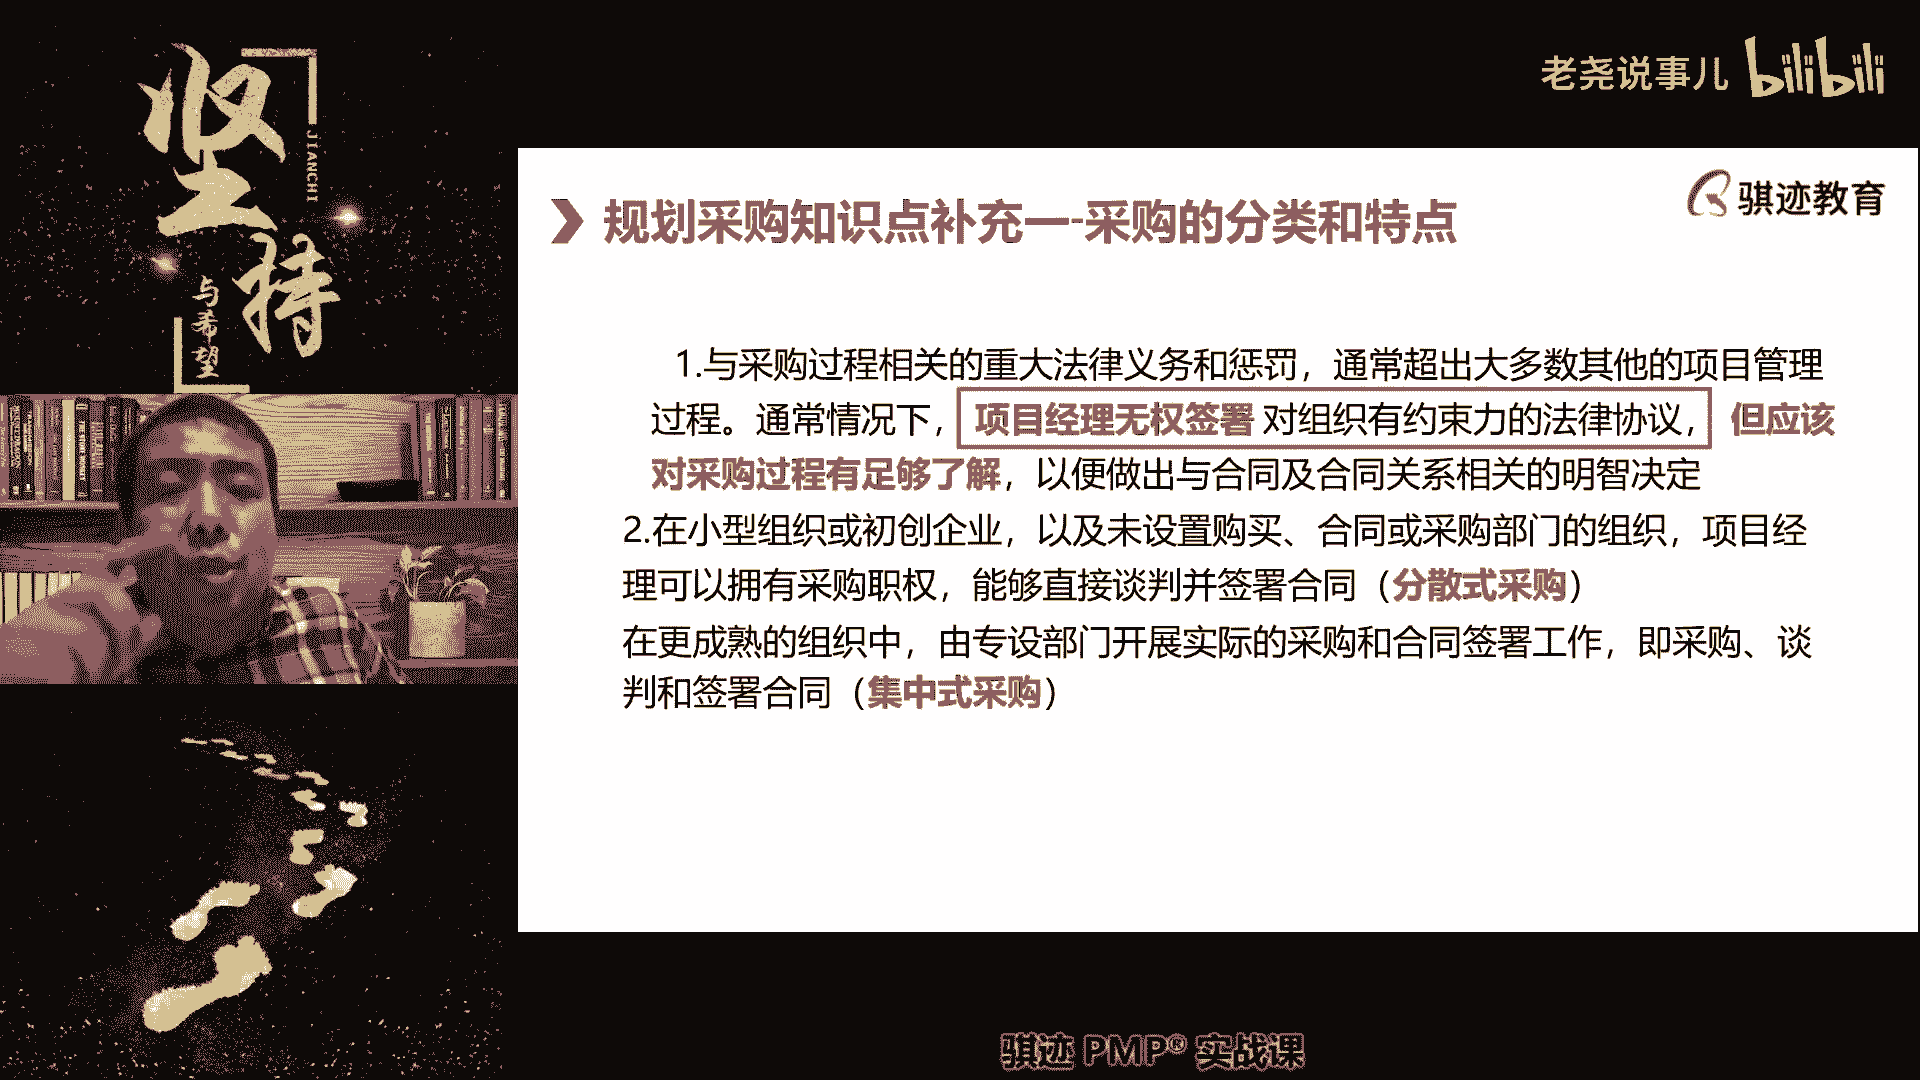 坚持
JIANCHI
与希望
老尧说事儿 bilibili
骐迹教育
规划采购知识点补充一-采购的分类和特点
1.与采购过程相关的重大法律义务和惩罚，通常超出大多数其他的项目管理
过程。通常情况下，项目经理无权签署对组织有约束力的法律协议，但应该
对采购过程有足够了解，以便做出与合同及合同关系相关的明智决定
2.在小型组织或初创企业，以及未设置购买、合同或采购部门的组织，项目经
理可以拥有采购职权，能够直接谈判并签署合同（分散式采购）
在更成熟的组织中，由专设部门开展实际的采购和合同签署工作，即采购、谈
判和签署合同（集中式采购）
骐迹 PMP® 实战课